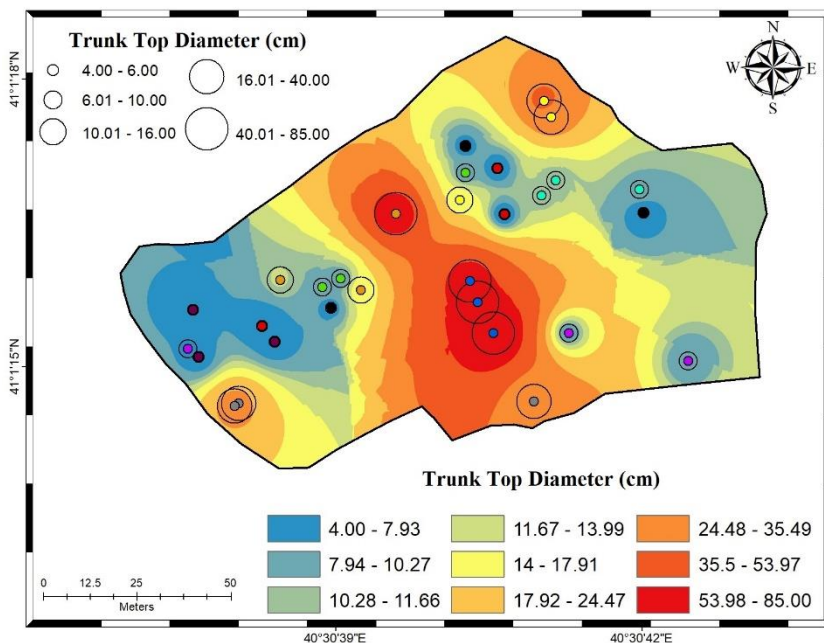 Trunk Top Diameter (cm)
4.00 - 6.00
6.01 - 10.00
10.01 - 16.00
16.01 - 40.00
40.01 - 85.00
N
W E
S
41°1'18"N
41°1'15"N
Trunk Top Diameter (cm)
4.00 - 7.93
7.94 - 10.27
10.28 - 11.66
11.67 - 13.99
14 - 17.91
17.92 - 24.47
24.48 - 35.49
35.5 - 53.97
53.98 - 85.00
0 12.5 25 50
Meters
40°30'39"E
40°30'42"E